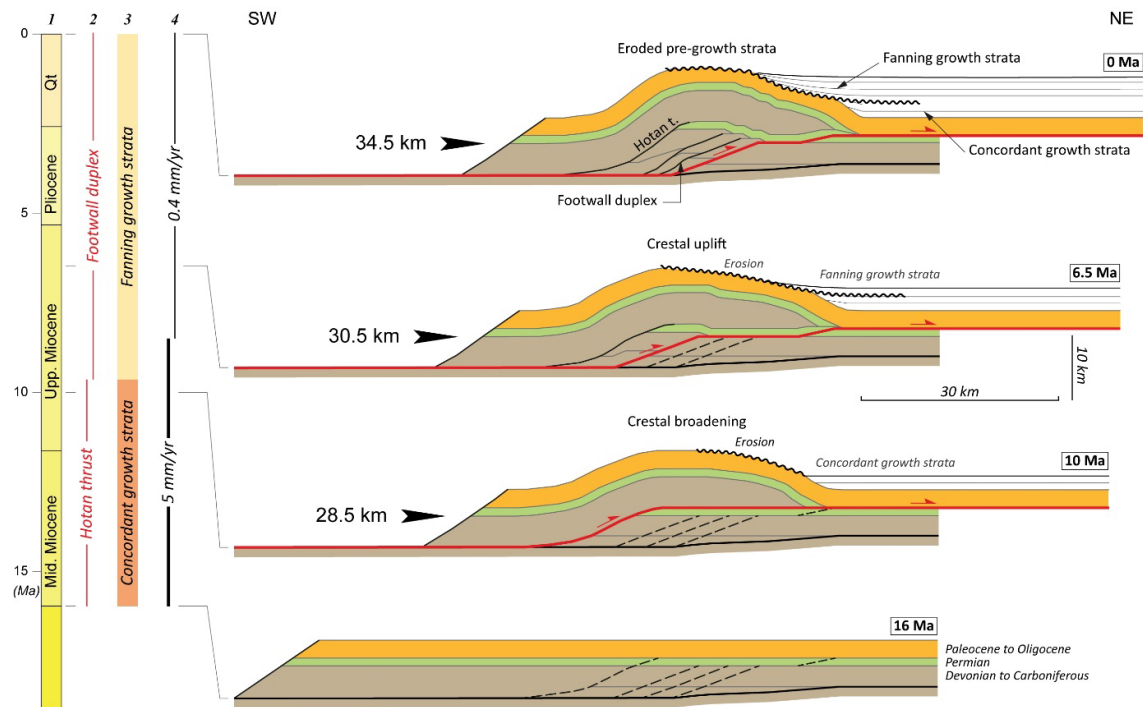 1 2 3 4 SW NE
0
5
10
15
(Ma)
Qt
Pliocene
Upp. Miocene
Mid. Miocene
Footwall duplex
Hotan thrust
Fanning growth strata
Concordant growth strata
0.4 mm/yr
5 mm/yr
Eroded pre-growth strata
Fanning growth strata
0 Ma
34.5 km
Hotan t.
Concordant growth strata
Footwall duplex
Crestal uplift
Erosion
Fanning growth strata
6.5 Ma
30.5 km
10 km
30 km
Crestal broadening
Erosion
Concordant growth strata
10 Ma
28.5 km
16 Ma
Paleocene to Oligocene
Permian
Devonian to Carboniferous